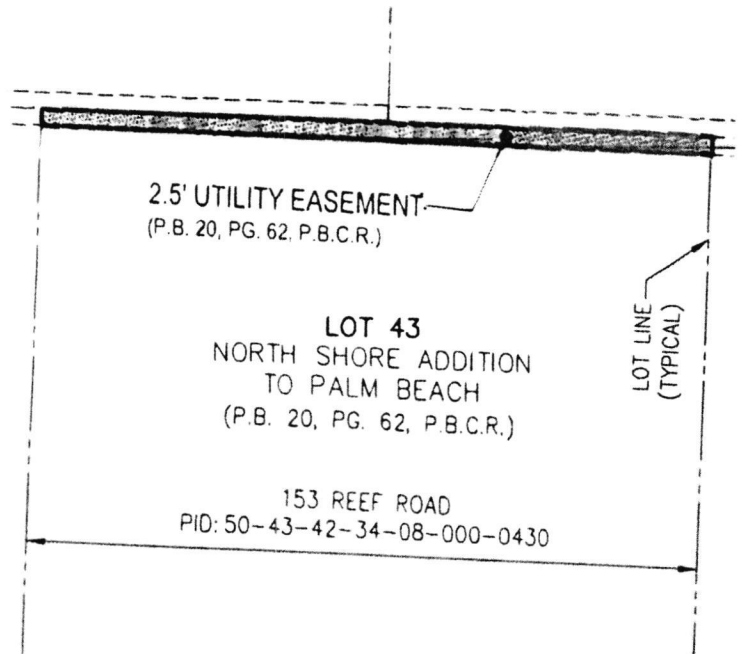 2.5' UTILITY EASEMENT
(P.B. 20, PG. 62, P.B.C.R.)
LOT LINE
(TYPICAL)
LOT 43
NORTH SHORE ADDITION
TO PALM BEACH
(P.B. 20, PG. 62, P.B.C.R.)
153 REEF ROAD
PID: 50-43-42-34-08-000-0430